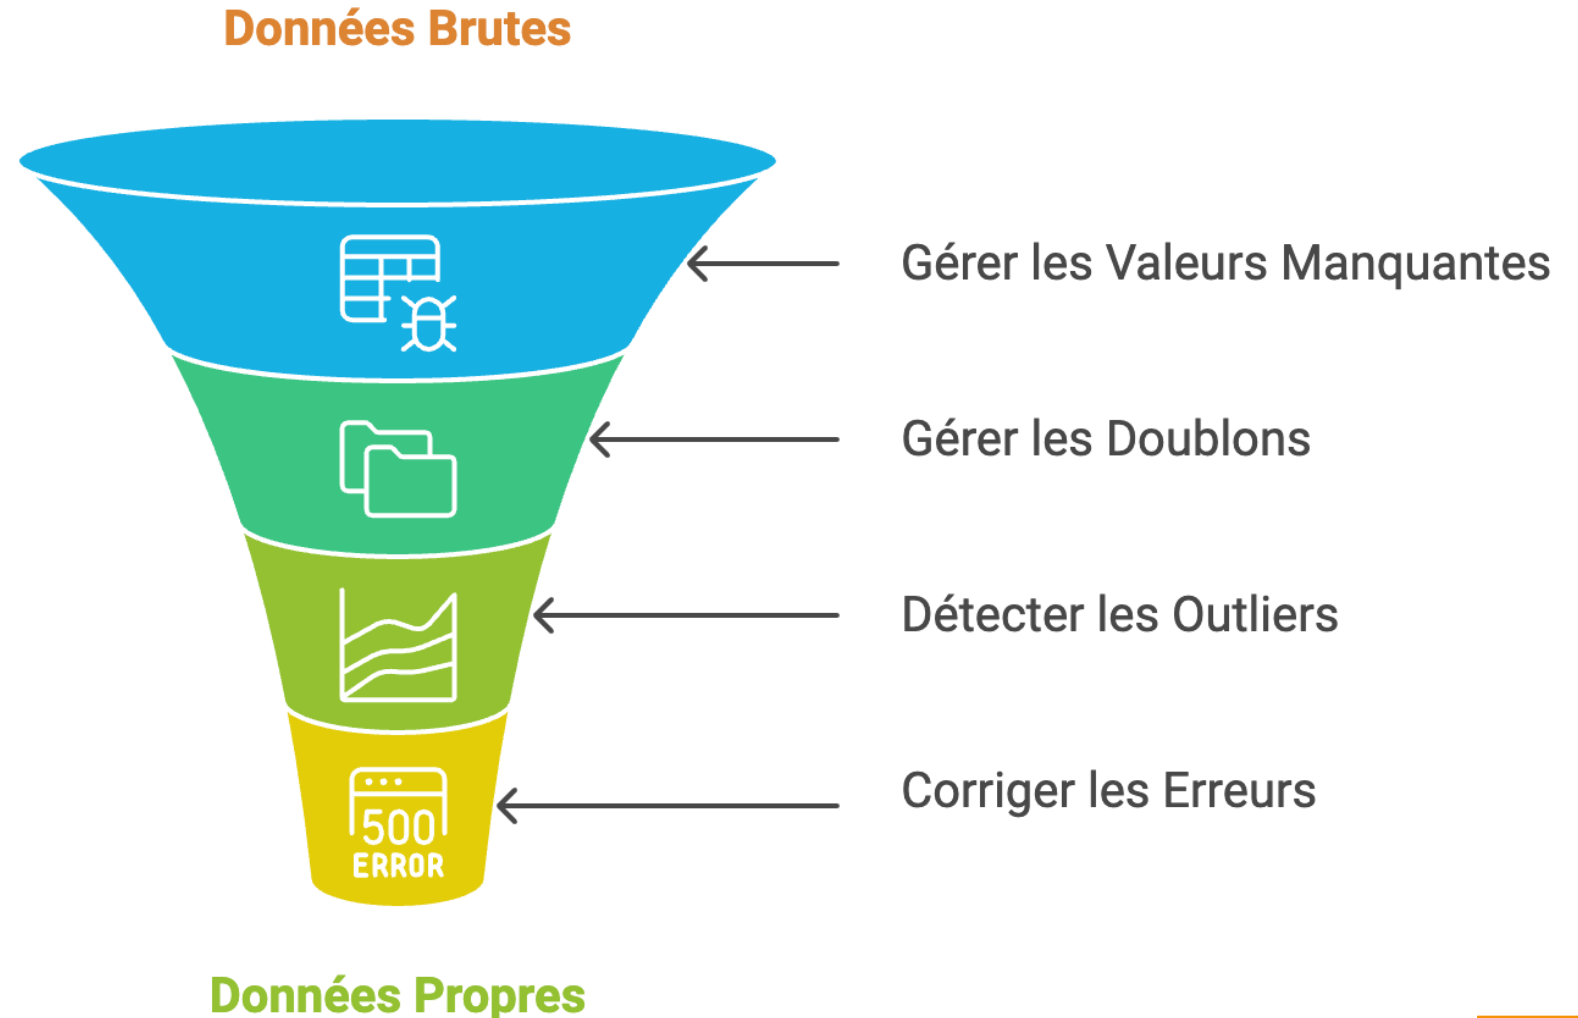 Données Brutes
Gérer les Valeurs Manquantes
Gérer les Doublons
Détecter les Outliers
Corriger les Erreurs
500
ERROR
Données Propres